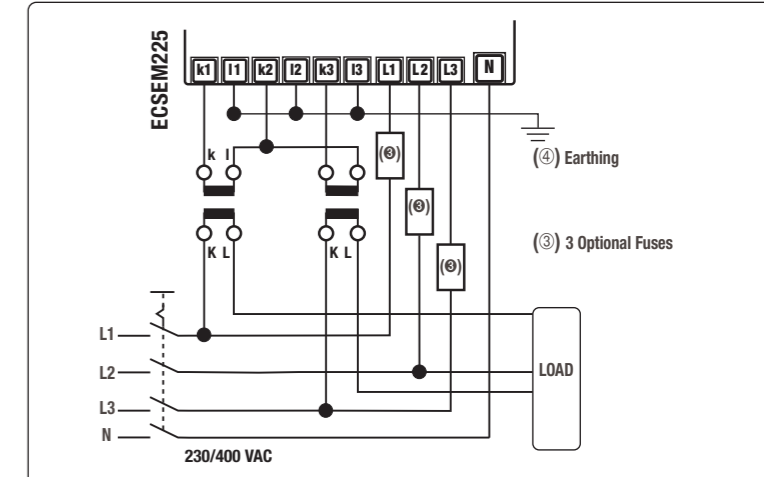 ECSEM225
k1 l1 k2 l2 k3 l3 L1 L2 L3 N
k l
(③)
(④) Earthing
(③)
(③) 3 Optional Fuses
K L K L
(③)
L1
L2
LOAD
L3
N
230/400 VAC